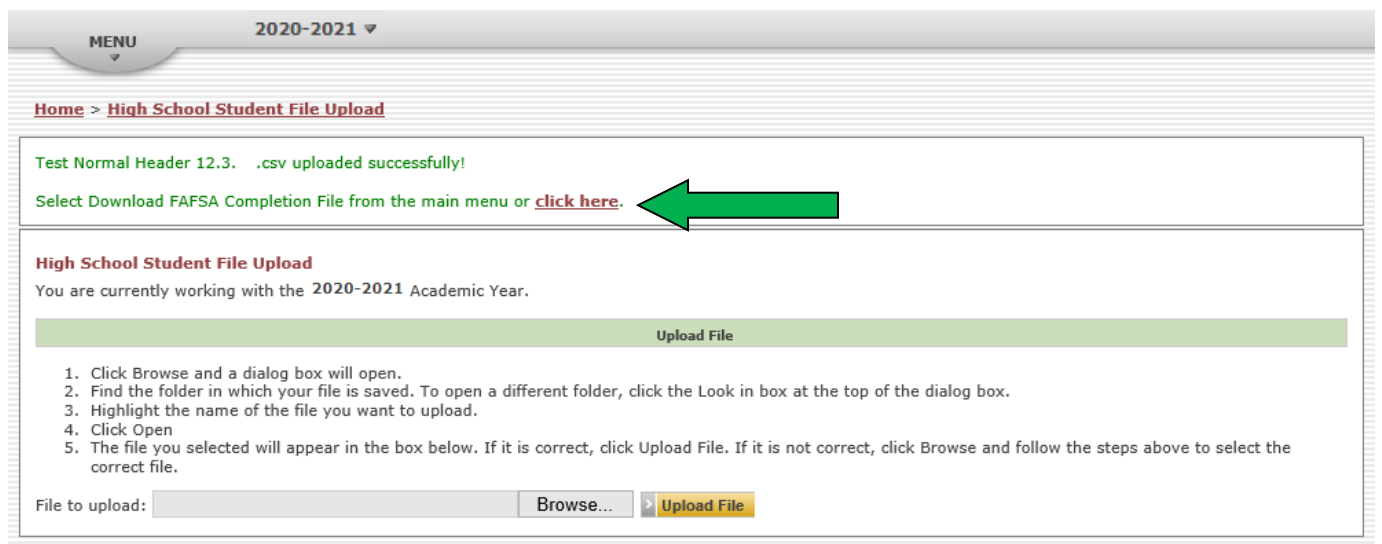 2020-2021
MENU
Home > High School Student File Upload
Test Normal Header 12.3. .csv uploaded successfully!
Select Download FAFSA Completion File from the main menu or click here.
High School Student File Upload
You are currently working with the 2020-2021 Academic Year.
Upload File
1. Click Browse and a dialog box will open.
2. Find the folder in which your file is saved. To open a different folder, click the Look in box at the top of the dialog box.
3. Highlight the name of the file you want to upload.
4. Click Open
5. The file you selected will appear in the box below. If it is correct, click Upload File. If it is not correct, click Browse and follow the steps above to select the
correct file.
File to upload: Browse... Upload File